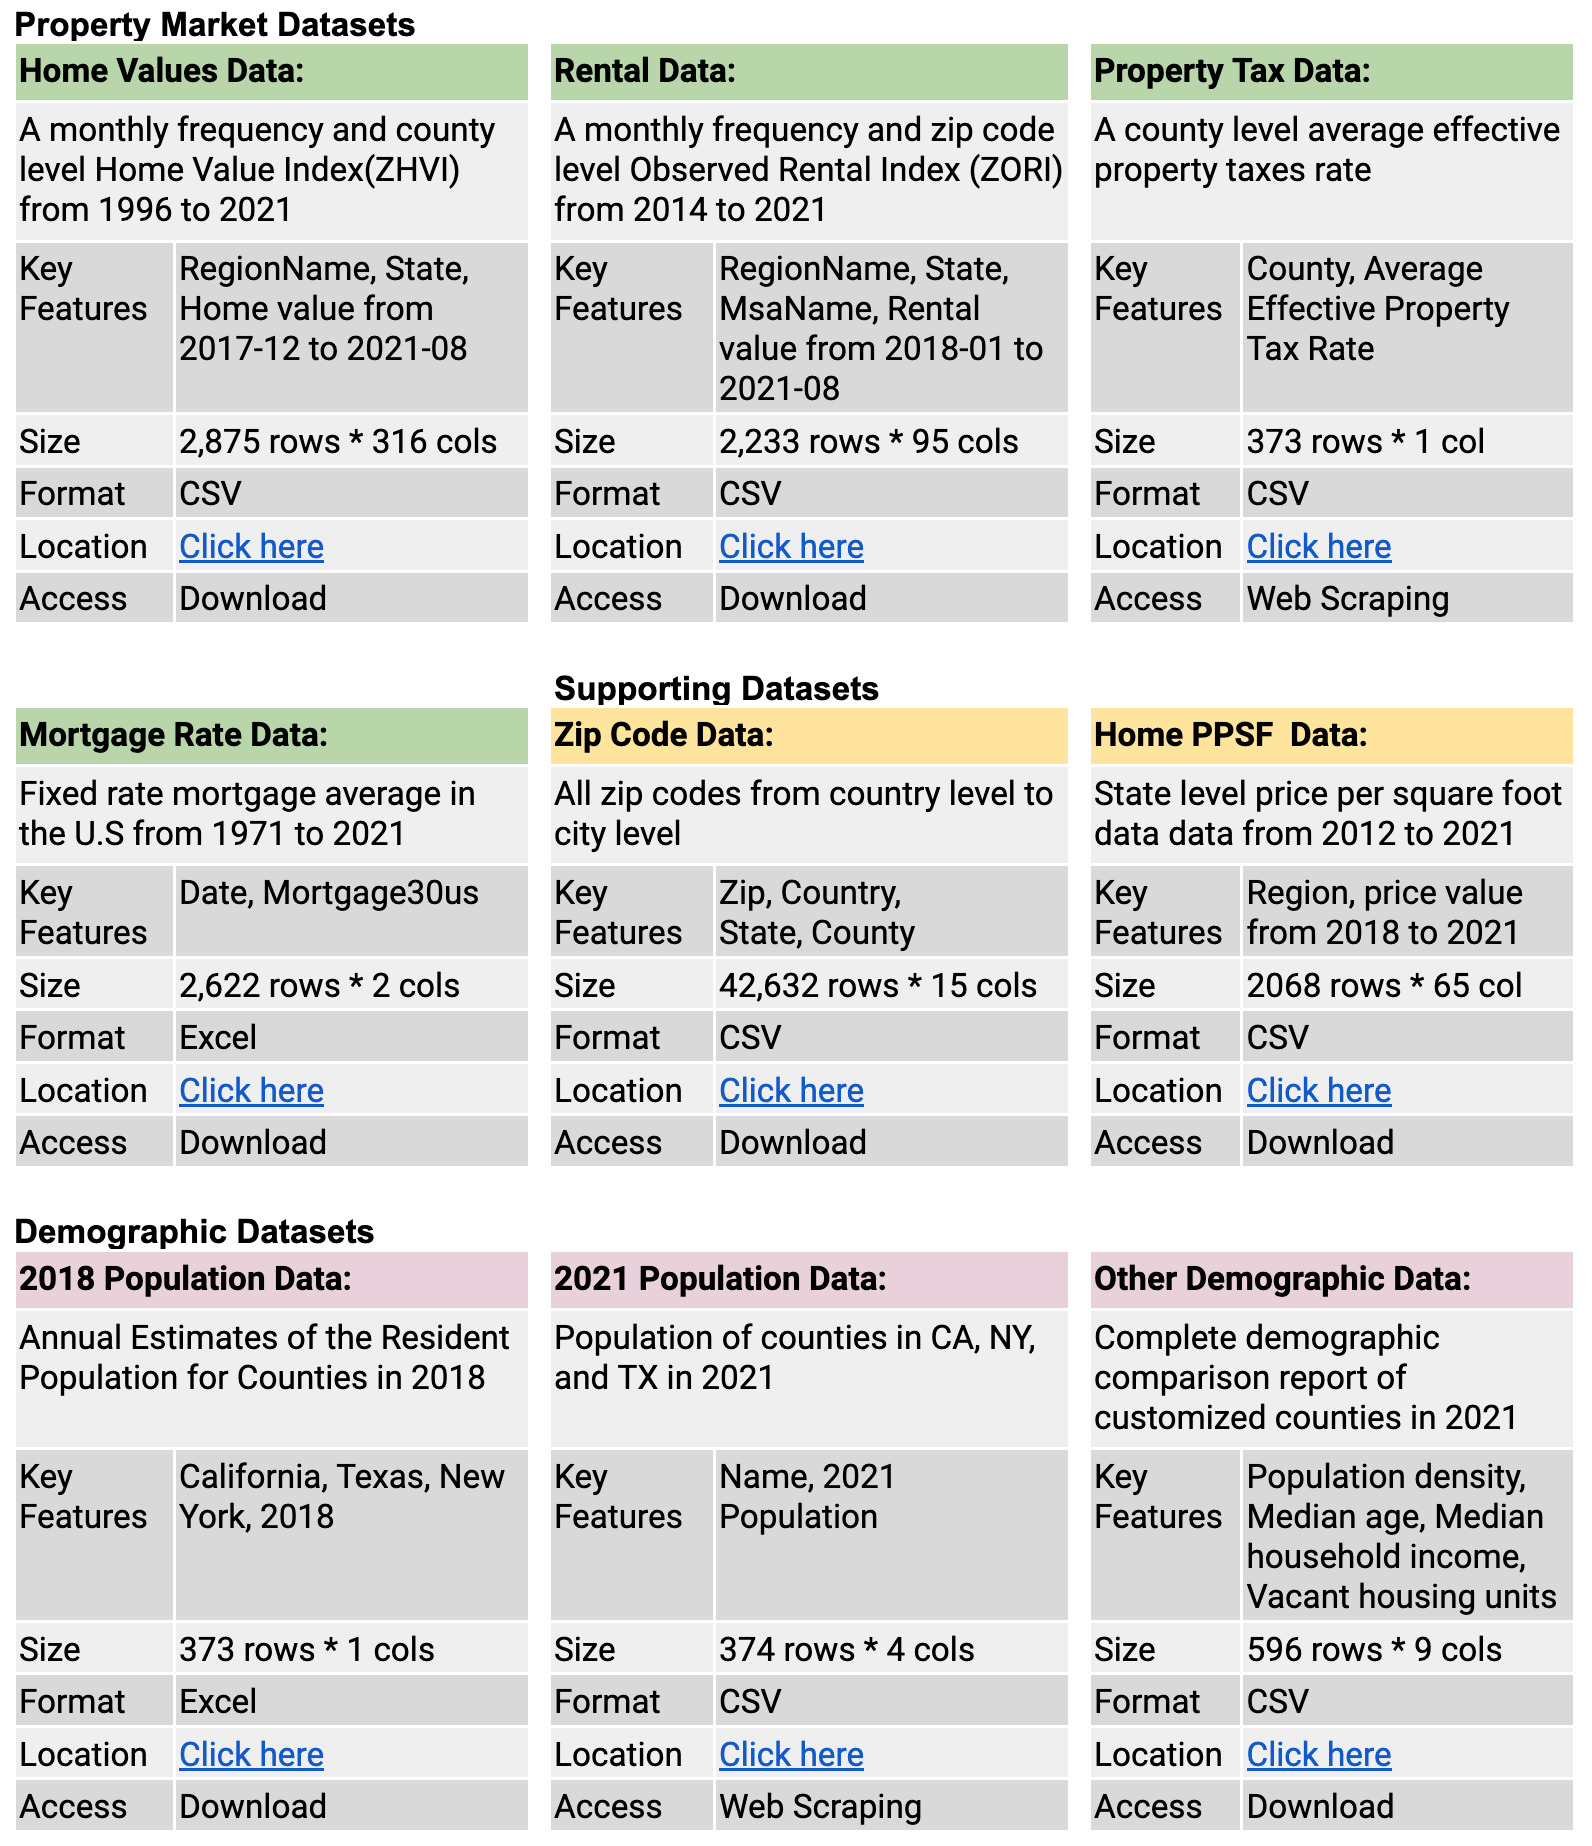 Property Market Datasets
Home Values Data:
A monthly frequency and county
level Home Value Index(ZHVI)
from 1996 to 2021
Key
Features
RegionName, State,
Home value from
2017-12 to 2021-08
Size
2,875 rows * 316 cols
Format
CSV
Location
Click here
Access
Download
Rental Data:
A monthly frequency and zip code
level Observed Rental Index (ZORI)
from 2014 to 2021
Key
Features
RegionName, State,
MsaName, Rental
value from 2018-01 to
2021-08
Size
2,233 rows * 95 cols
Format
CSV
Location
Click here
Access
Download
Property Tax Data:
A county level average effective
property taxes rate
Key
Features
County, Average
Effective Property
Tax Rate
Size
373 rows * 1 col
Format
CSV
Location
Click here
Access
Web Scraping
Mortgage Rate Data:
Fixed rate mortgage average in
the U.S from 1971 to 2021
Key
Features
Date, Mortgage30us
Size
2,622 rows * 2 cols
Format
Excel
Location
Click here
Access
Download
Supporting Datasets
Zip Code Data:
All zip codes from country level to
city level
Key
Features
Zip, Country,
State, County
Size
42,632 rows * 15 cols
Format
CSV
Location
Click here
Access
Download
Home PPSF  Data:
State level price per square foot
data data from 2012 to 2021
Key
Features
Region, price value
from 2018 to 2021
Size
2068 rows * 65 col
Format
CSV
Location
Click here
Access
Download
Demographic Datasets
2018 Population Data:
Annual Estimates of the Resident
Population for Counties in 2018
Key
Features
California, Texas, New
York, 2018
Size
373 rows * 1 cols
Format
Excel
Location
Click here
Access
Download
2021 Population Data:
Population of counties in CA, NY,
and TX in 2021
Key
Features
Name, 2021
Population
Size
374 rows * 4 cols
Format
CSV
Location
Click here
Access
Web Scraping
Other Demographic Data:
Complete demographic
comparison report of
customized counties in 2021
Key
Features
Population density,
Median age, Median
household income,
Vacant housing units
Size
596 rows * 9 cols
Format
CSV
Location
Click here
Access
Download